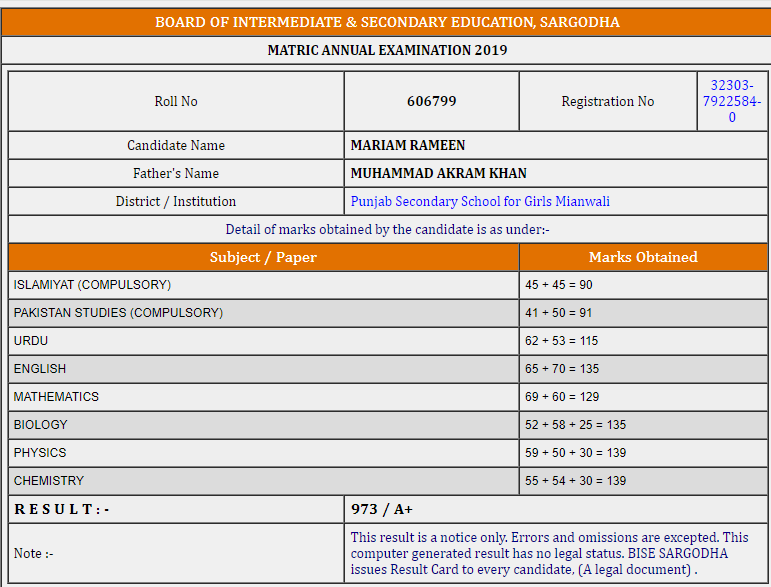 BOARD OF INTERMEDIATE & SECONDARY EDUCATION, SARGODHA
MATRIC ANNUAL EXAMINATION 2019
Roll No 606799 Registration No 32303-
7922584-
0
Candidate Name MARIAM RAMEEN
Father's Name MUHAMMAD AKRAM KHAN
District / Institution Punjab Secondary School for Girls Mianwali
Detail of marks obtained by the candidate is as under:-
Subject / Paper Marks Obtained
ISLAMIYAT (COMPULSORY) 45 + 45 = 90
PAKISTAN STUDIES (COMPULSORY) 41 + 50 = 91
URDU 62 + 53 = 115
ENGLISH 65 + 70 = 135
MATHEMATICS 69 + 60 = 129
BIOLOGY 52 + 58 + 25 = 135
PHYSICS 59 + 50 + 30 = 139
CHEMISTRY 55 + 54 + 30 = 139
R E S U L T : - 973 / A+
Note :- This result is a notice only. Errors and omissions are excepted. This
computer generated result has no legal status. BISE SARGODHA
issues Result Card to every candidate, (A legal document) .